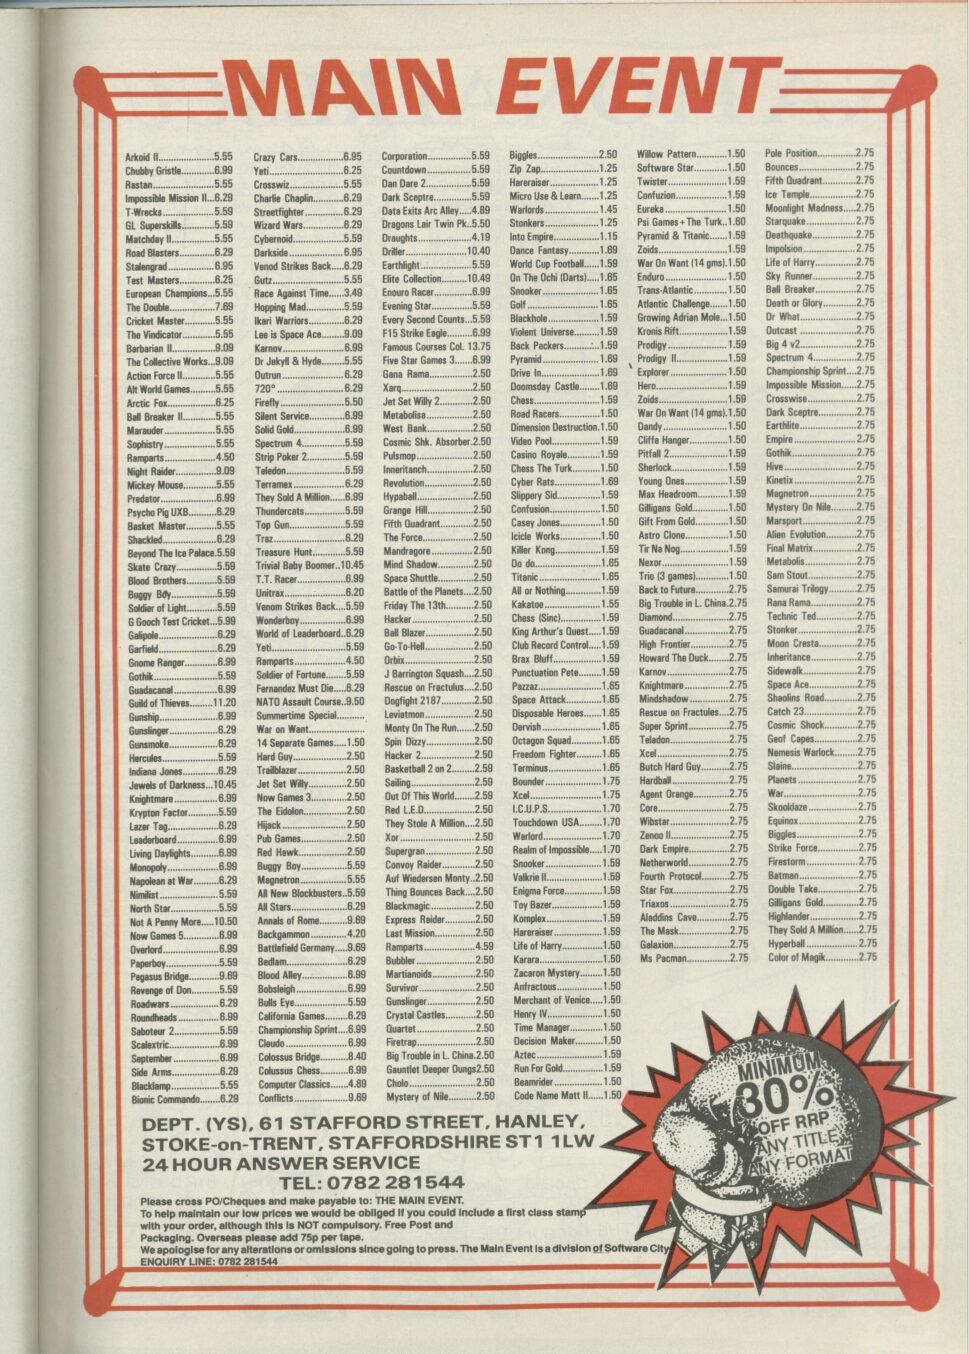 MAIN EVENT
Arkoid II....................5.55
Chubby Gristle............6.99
Rastan.......................5.55
Impossible Mission II...6.29
T-Wrecks....................5.59
GL Superskills.............5.59
Matchday II................5.55
Road Blasters..............6.29
Stalengrad..................6.95
Test Masters................6.25
European Champions...5.55
The Double..................7.69
Cricket Master.............5.55
The Vindicator.............5.55
Barbarian II.................9.09
The Collective Works...9.09
Action Force II.............5.55
Alt World Games.........5.55
Arctic Fox...................6.25
Ball Breaker II.............5.55
Marauder....................5.55
Sophistry....................5.55
Ramparts....................4.50
Night Raider................9.09
Mickey Mouse.............5.55
Predator......................6.99
Psycho Pig UXB..........6.29
Basket Master.............5.55
Shackled.....................6.29
Beyond The Ice Palace.5.59
Skate Crazy.................5.59
Blood Brothers.............5.59
Buggy Bdy..................5.59
Soldier of Light............5.59
G Gooch Test Cricket...5.99
Galipole......................6.29
Garfield......................6.29
Gnome Ranger............6.99
Gothik........................5.59
Guadacanal.................6.99
Guild of Thieves........11.20
Gunship......................6.99
Gunslinger..................6.29
Gunsmoke..................6.29
Hercules.....................5.59
Indiana Jones..............6.29
Jewels of Darkness...10.45
Knightmare.................6.99
Krypton Factor............5.59
Lazer Tag....................6.29
Leaderboard................6.99
Living Daylights..........6.99
Monopoly...................6.99
Napolean at War.........6.29
Nimilist.......................5.59
North Star...................5.59
Not A Penny More....10.50
Now Games 5.............6.99
Overlord.....................6.99
Paperboy....................5.59
Pegasus Bridge............9.69
Revenge of Don...........5.59
Roadwars....................6.29
Roundheads................6.99
Saboteur 2..................5.59
Scalextric....................6.99
September...................6.99
Side Arms...................6.29
Blacklamp...................5.55
Bionic Commando.......6.29
Crazy Cars..................6.95
Yeti............................6.25
Crosswiz.....................5.55
Charlie Chaplin...........6.29
Streetfighter................6.29
Wizard Wars...............6.29
Cybernoid...................5.59
Darkside.....................6.95
Venod Strikes Back.....6.29
Gutz...........................5.55
Race Against Time......3.49
Hopping Mad..............5.59
Ikari Warriors..............6.29
Lee is Space Ace.........9.09
Karnov.......................6.99
Dr Jekyll & Hyde.........5.55
Outrun........................6.29
720°...........................6.29
Firefly........................5.50
Silent Service..............6.99
Solid Gold...................6.99
Spectrum 4..................5.59
Strip Poker 2...............5.59
Teledon.......................5.59
Terramex.....................6.29
They Sold A Million.....6.99
Thundercats.................5.59
Top Gun......................5.59
Traz............................6.29
Treasure Hunt..............5.59
Trivial Baby Boomer..10.45
T.T. Racer...................6.99
Unitrax.......................6.20
Venom Strikes Back....5.59
Wonderboy.................6.99
World of Leaderboard..6.29
Yeti............................5.59
Ramparts....................4.50
Soldier of Fortune........5.59
Fernandez Must Die.....6.29
NATO Assault Course..9.50
Summertime Special.........
War on Want...................
14 Separate Games......1.50
Hard Guy....................2.50
Trailblazer...................2.50
Jet Set Willy................2.50
Now Games 3..............2.50
The Eidolon.................2.50
Hijack.........................2.50
Pub Games..................2.50
Red Hawk...................2.50
Buggy Boy..................5.59
Magnetron...................5.55
All New Blockbusters..5.59
All Stars......................6.29
Annals of Rome...........9.69
Backgammon..............4.20
Battlefield Germany.....9.69
Bedlam.......................6.29
Blood Alley.................6.99
Bobsleigh....................6.99
Bulls Eye.....................5.59
California Games.........6.29
Championship Sprint....6.99
Cleudo........................6.99
Colossus Bridge...........8.40
Colussus Chess............6.99
Computer Classics.......4.89
Conflicts.....................9.69
Corporation.................5.59
Countdown.................5.59
Dan Dare 2..................5.59
Dark Sceptre................5.59
Data Exits Arc Alley....4.89
Dragons Lair Twin Pk..5.50
Draughts.....................4.19
Driller.......................10.40
Earthlight....................5.59
Elite Collection..........10.49
Enouro Racer..............6.99
Evening Star................5.59
Every Second Counts...5.59
F15 Strike Eagle..........6.99
Famous Courses Col. 13.75
Five Star Games 3........6.99
Gana Rama.................2.50
Xarq...........................2.50
Jet Set Willy 2.............2.50
Metabolisa..................2.50
West Bank..................2.50
Cosmic Shk. Absorber.2.50
Pulsmop......................2.50
Inneritanch..................2.50
Revolution...................2.50
Hypaball.....................2.50
Grange Hill.................2.50
Fifth Quadrant.............2.50
The Force....................2.50
Mandragore.................2.50
Mind Shadow..............2.50
Space Shuttle...............2.50
Battle of the Planets.....2.50
Friday The 13th...........2.50
Hacker........................2.50
Ball Blazer..................2.50
Go-To-Hell..................2.50
Orbix..........................2.50
J Barrington Squash.....2.50
Rescue on Fractulus.....2.50
Dogfight 2187.............2.50
Leviatmon...................2.50
Monty On The Run......2.50
Spin Dizzy..................2.50
Hacker 2.....................2.50
Basketball 2 on 2.........2.59
Sailing........................2.59
Out Of This World.......2.59
Red L.E.D...................2.50
They Stole A Million....2.50
Xor.............................2.50
Supergran....................2.50
Convoy Raider.............2.50
Auf Wiedersen Monty..2.50
Thing Bounces Back....2.50
Blackmagic.................2.50
Express Raider.............2.50
Last Mission................2.50
Ramparts....................4.59
Bubbler.......................2.50
Martianoids.................2.50
Survivor......................2.50
Gunslinger..................2.50
Crystal Castles.............2.50
Quartet.......................2.50
Firetrap.......................2.50
Big Trouble in L. China.2.50
Gauntlet Deeper Dungs2.50
Cholo.........................2.50
Mystery of Nile...........2.50
Biggles.......................2.50
Zip Zap.......................1.25
Hareraiser...................1.25
Micro Use & Learn......1.25
Warlords.....................1.45
Stonkers......................1.25
Into Empire.................1.15
Dance Fantasy.............1.69
World Cup Football.....1.59
On The Ochi (Darts)....1.65
Snooker......................1.65
Golf............................1.65
Blackhole....................1.59
Violent Universe..........1.59
Back Packers...............1.59
Pyramid......................1.69
Drive In......................1.69
Doomsday Castle.........1.69
Chess..........................1.59
Road Racers................1.50
Dimension Destruction.1.50
Video Pool..................1.59
Casino Royale..............1.59
Chess The Turk............1.50
Cyber Rats..................1.69
Slippery Sid.................1.59
Confusion...................1.50
Casey Jones.................1.50
Icicle Works................1.50
Killer Kong.................1.59
Do do.........................1.65
Titanic........................1.65
All or Nothing.............1.59
Kakatoe......................1.55
Chess (Sinc)................1.59
King Arthur's Quest.....1.59
Club Record Control....1.59
Brax Bluff...................1.59
Punctuation Pete..........1.59
Pazzaz........................1.65
Space Attack...............1.65
Disposable Heroes.......1.65
Dervish.......................1.65
Octagon Squad............1.65
Freedom Fighter..........1.65
Terminus.....................1.65
Bounder......................1.75
Xcel............................1.75
I.C.U.P.S.....................1.70
Touchdown USA.........1.70
Warlord......................1.70
Realm of Impossible....1.70
Snooker......................1.59
Valkrie II.....................1.59
Enigma Force..............1.59
Toy Bazer...................1.59
Komplex.....................1.59
Hareraiser...................1.59
Life of Harry...............1.50
Karara.........................1.50
Zacaron Mystery.........1.50
Anfractous..................1.50
Merchant of Venice.....1.50
Henry IV.....................1.50
Time Manager.............1.50
Decision Maker...........1.50
Aztec..........................1.59
Run For Gold..............1.59
Beamrider...................1.50
Code Name Matt II......1.50
Willow Pattern............1.50
Software Star..............1.50
Twister.......................1.59
Confuzion...................1.59
Eureka........................1.50
Psi Games+The Turk..1.60
Pyramid & Titanic.......1.59
Zoids..........................1.59
War On Want (14 gms).1.50
Enduro........................1.50
Trans-Atlantic.............1.50
Atlantic Challenge.......1.50
Growing Adrian Mole...1.50
Kronis Rift..................1.59
Prodigy.......................1.59
Prodigy II...................1.59
Explorer......................1.50
Hero...........................1.59
Zoids..........................1.59
War On Want (14 gms).1.50
Dandy........................1.50
Cliffe Hanger...............1.50
Pitfall 2.......................1.59
Sherlock......................1.59
Young Ones................1.59
Max Headroom...........1.59
Gilligans Gold.............1.50
Gift From Gold............1.50
Astro Clone.................1.50
Tir Na Nog.................1.59
Nexor.........................1.59
Trio (3 games).............1.50
Back to Future.............2.75
Big Trouble in L. China.2.75
Diamond.....................2.75
Guadacanal.................2.75
High Frontier..............2.75
Howard The Duck.......2.75
Karnov.......................2.75
Knightmare.................2.75
Mindshadow...............2.75
Rescue on Fractules.....2.75
Super Sprint................2.75
Teladon.......................2.75
Xcel............................2.75
Butch Hard Guy..........2.75
Hardball......................2.75
Agent Orange..............2.75
Core...........................2.75
Wibstar.......................2.75
Zenoo II......................2.75
Dark Empire...............2.75
Netherworld................2.75
Fourth Protocol............2.75
Star Fox......................2.75
Triaxos.......................2.75
Aladdins Cave.............2.75
The Mask....................2.75
Galaxion.....................2.75
Ms Pacman.................2.75
Pole Position...............2.75
Bounces......................2.75
Fifth Quadrant.............2.75
Ice Temple..................2.75
Moonlight Madness.....2.75
Starquake....................2.75
Deathquake.................2.75
Impolsion....................2.75
Life of Harry...............2.75
Sky Runner.................2.75
Ball Breaker................2.75
Death or Glory............2.75
Dr What.....................2.75
Outcast.......................2.75
Big 4 v2......................2.75
Spectrum 4..................2.75
Championship Sprint...2.75
Impossible Mission......2.75
Crosswise....................2.75
Dark Sceptre................2.75
Earthlite......................2.75
Empire........................2.75
Gothik........................2.75
Hive...........................2.75
Kinetix........................2.75
Magnetron...................2.75
Mystery On Nile.........2.75
Marsport.....................2.75
Alien Evolution............2.75
Final Matrix................2.75
Metabolis....................2.75
Sam Stout...................2.75
Samurai Trilogy...........2.75
Rana Rama.................2.75
Technic Ted................2.75
Stonker.......................2.75
Moon Cresta...............2.75
Inheritance..................2.75
Sidewalk.....................2.75
Space Ace...................2.75
Shaolins Road..............2.75
Catch 23.....................2.75
Cosmic Shock.............2.75
Geof Capes.................2.75
Nemesis Warlock.........2.75
Slaine.........................2.75
Planets........................2.75
War............................2.75
Skooldaze....................2.75
Equinox......................2.75
Biggles.......................2.75
Strike Force................2.75
Firestorm.....................2.75
Batman.......................2.75
Double Take................2.75
Gilligans Gold.............2.75
Highlander..................2.75
They Sold A Million.....2.75
Hyperball....................2.75
Color of Magik............2.75
DEPT. (YS), 61 STAFFORD STREET, HANLEY,
STOKE-on-TRENT, STAFFORDSHIRE ST1 1LW
24 HOUR ANSWER SERVICE
TEL: 0782 281544
Please cross PO/Cheques and make payable to: THE MAIN EVENT.
To help maintain our low prices we would be obliged if you could include a first class stamp
with your order, although this is NOT compulsory. Free Post and
Packaging. Overseas please add 75p per tape.
We apologise for any alterations or omissions since going to press. The Main Event is a division of Software City
ENQUIRY LINE: 0782 281544
MINIMUM
30%
OFF RRP
ANY TITLE
ANY FORMAT